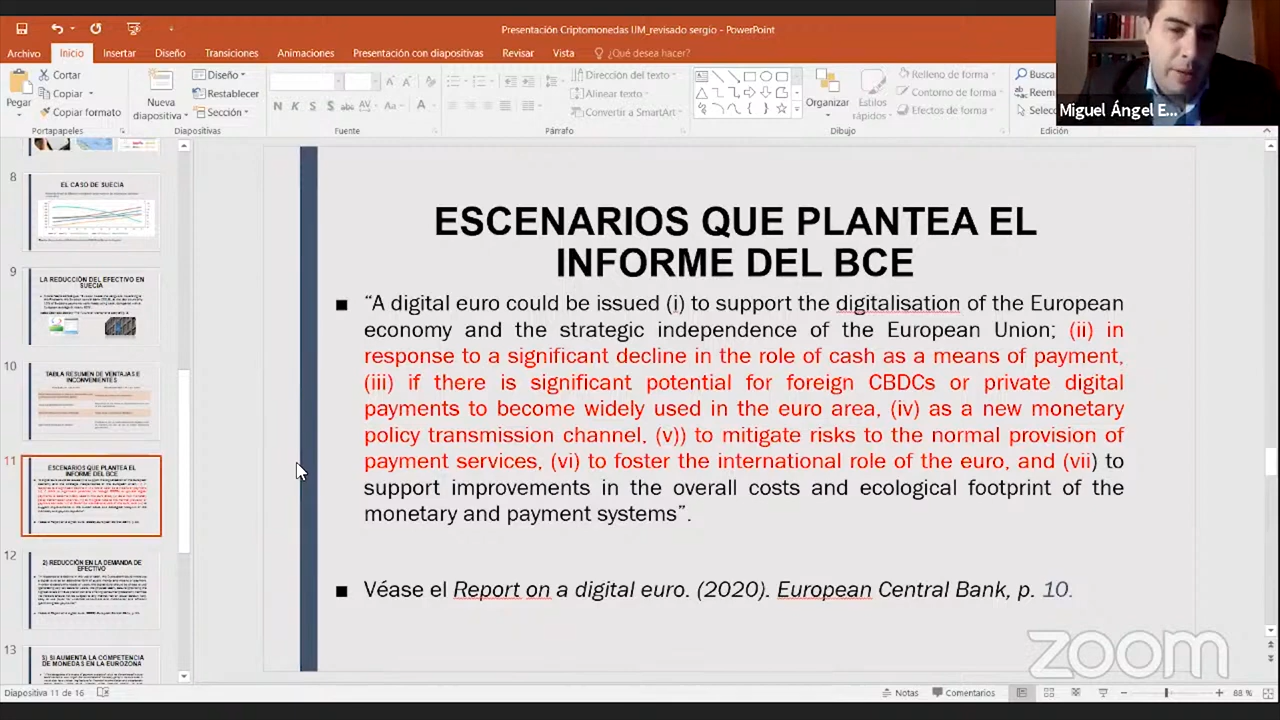 Presentación Criptomonedas IJM_revisado sergio - PowerPoint
Archivo
Inicio
Insertar
Diseño
Transiciones
Animaciones
Presentación con diapositivas
Revisar
Vista
¿Qué desea hacer?
Pegar
Cortar
Copiar
Copiar formato
Portapapeles
Nueva
diapositiva
Diseño
Restablecer
Sección
Diapositivas
N K S S abc AV Aa A
Fuente
Dirección del texto
Alinear texto
Convertir a SmartArt
Párrafo
Organizar
Estilos
rápidos
Relleno de forma
Contorno de forma
Efectos de forma
Dibujo
Busca
Reem
Selec
Edición
Miguel Ángel E...
8
EL CASO DE SUECIA
9
LA REDUCCIÓN DEL EFECTIVO EN
SUECIA
10
TABLA RESUMEN DE VENTAJAS E
INCONVENIENTES
11
ESCENARIOS QUE PLANTEA EL
INFORME DEL BCE
12
2) REDUCCIÓN EN LA DEMANDA DE
EFECTIVO
13
3) SI AUMENTA LA COMPETENCIA
DE MONEDAS EN LA EUROZONA
ESCENARIOS QUE PLANTEA EL
INFORME DEL BCE
■ “A digital euro could be issued (i) to support the digitalisation of the European
economy and the strategic independence of the European Union; (ii) in
response to a significant decline in the role of cash as a means of payment,
(iii) if there is significant potential for foreign CBDCs or private digital
payments to become widely used in the euro area, (iv) as a new monetary
policy transmission channel, (v)) to mitigate risks to the normal provision of
payment services, (vi) to foster the international role of the euro, and (vii) to
support improvements in the overall costs and ecological footprint of the
monetary and payment systems”.
■ Véase el Report on a digital euro. (2020). European Central Bank, p. 10.
zoom
Diapositiva 11 de 16
Notas
Comentarios
88 %